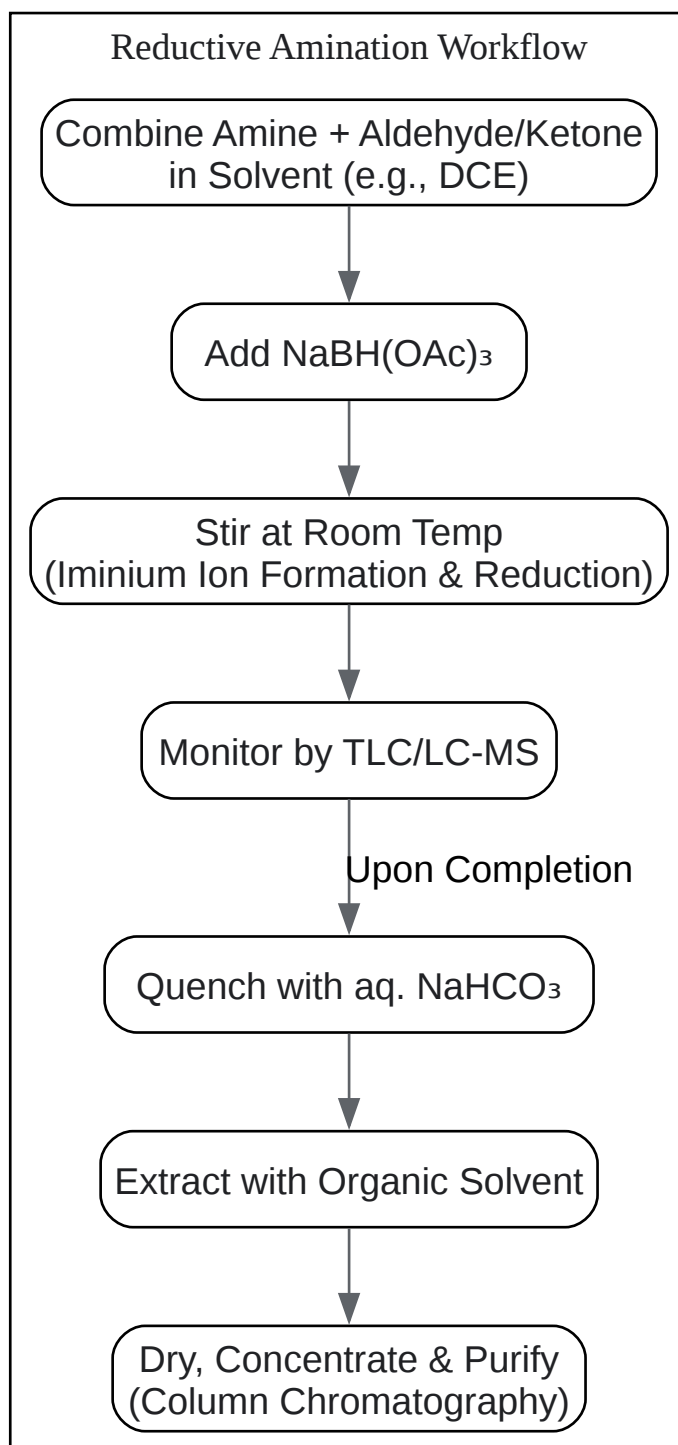 Reductive Amination Workflow
Combine Amine + Aldehyde/Ketone
in Solvent (e.g., DCE)
Add NaBH(OAc)₃
Stir at Room Temp
(Iminium Ion Formation & Reduction)
Monitor by TLC/LC-MS
Upon Completion
Quench with aq. NaHCO₃
Extract with Organic Solvent
Dry, Concentrate & Purify
(Column Chromatography)